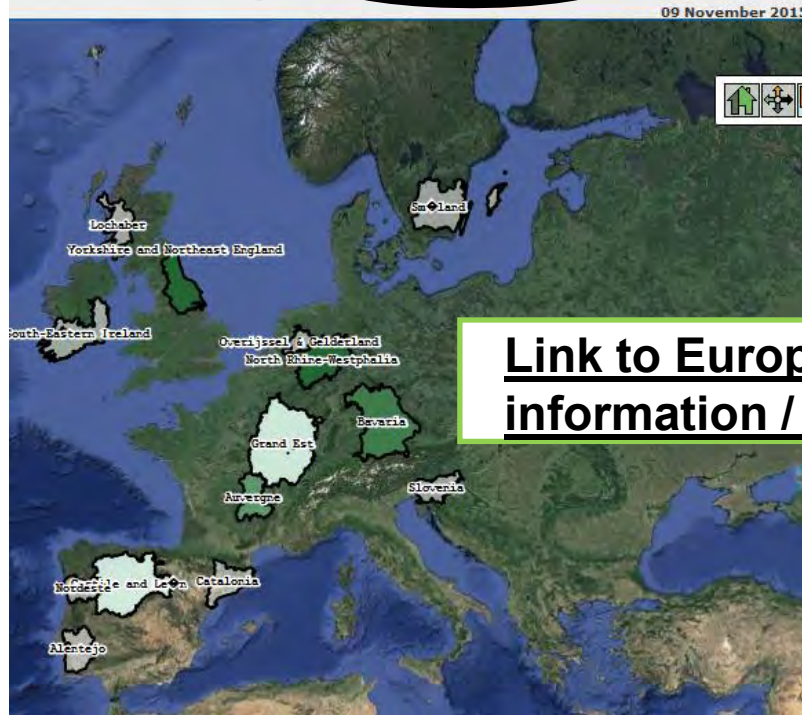 09 November 2015
Sm�land
Lochaber
Yorkshire and Northeast England
South-Eastern Ireland
Overijssel & Gelderland
North Rhine-Westphalia
Link to Europ
information /
Bavaria
Grand Est
Auvergne
Slovenia
Castile and Le�n
Nordeste
Catalonia
Alentejo